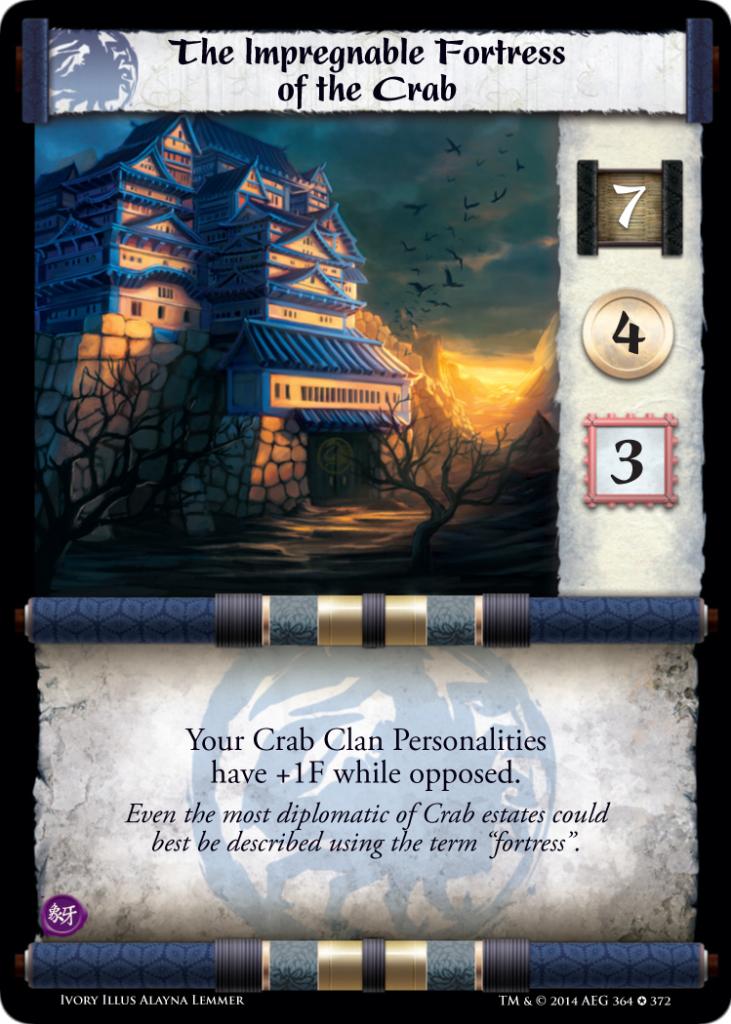 The Impregnable Fortress
of the Crab
7
4
3
Your Crab Clan Personalities
have +1F while opposed.
Even the most diplomatic of Crab estates could
best be described using the term “fortress”.
象牙
Ivory Illus Alayna Lemmer
TM & © 2014 AEG 364 ✪ 372